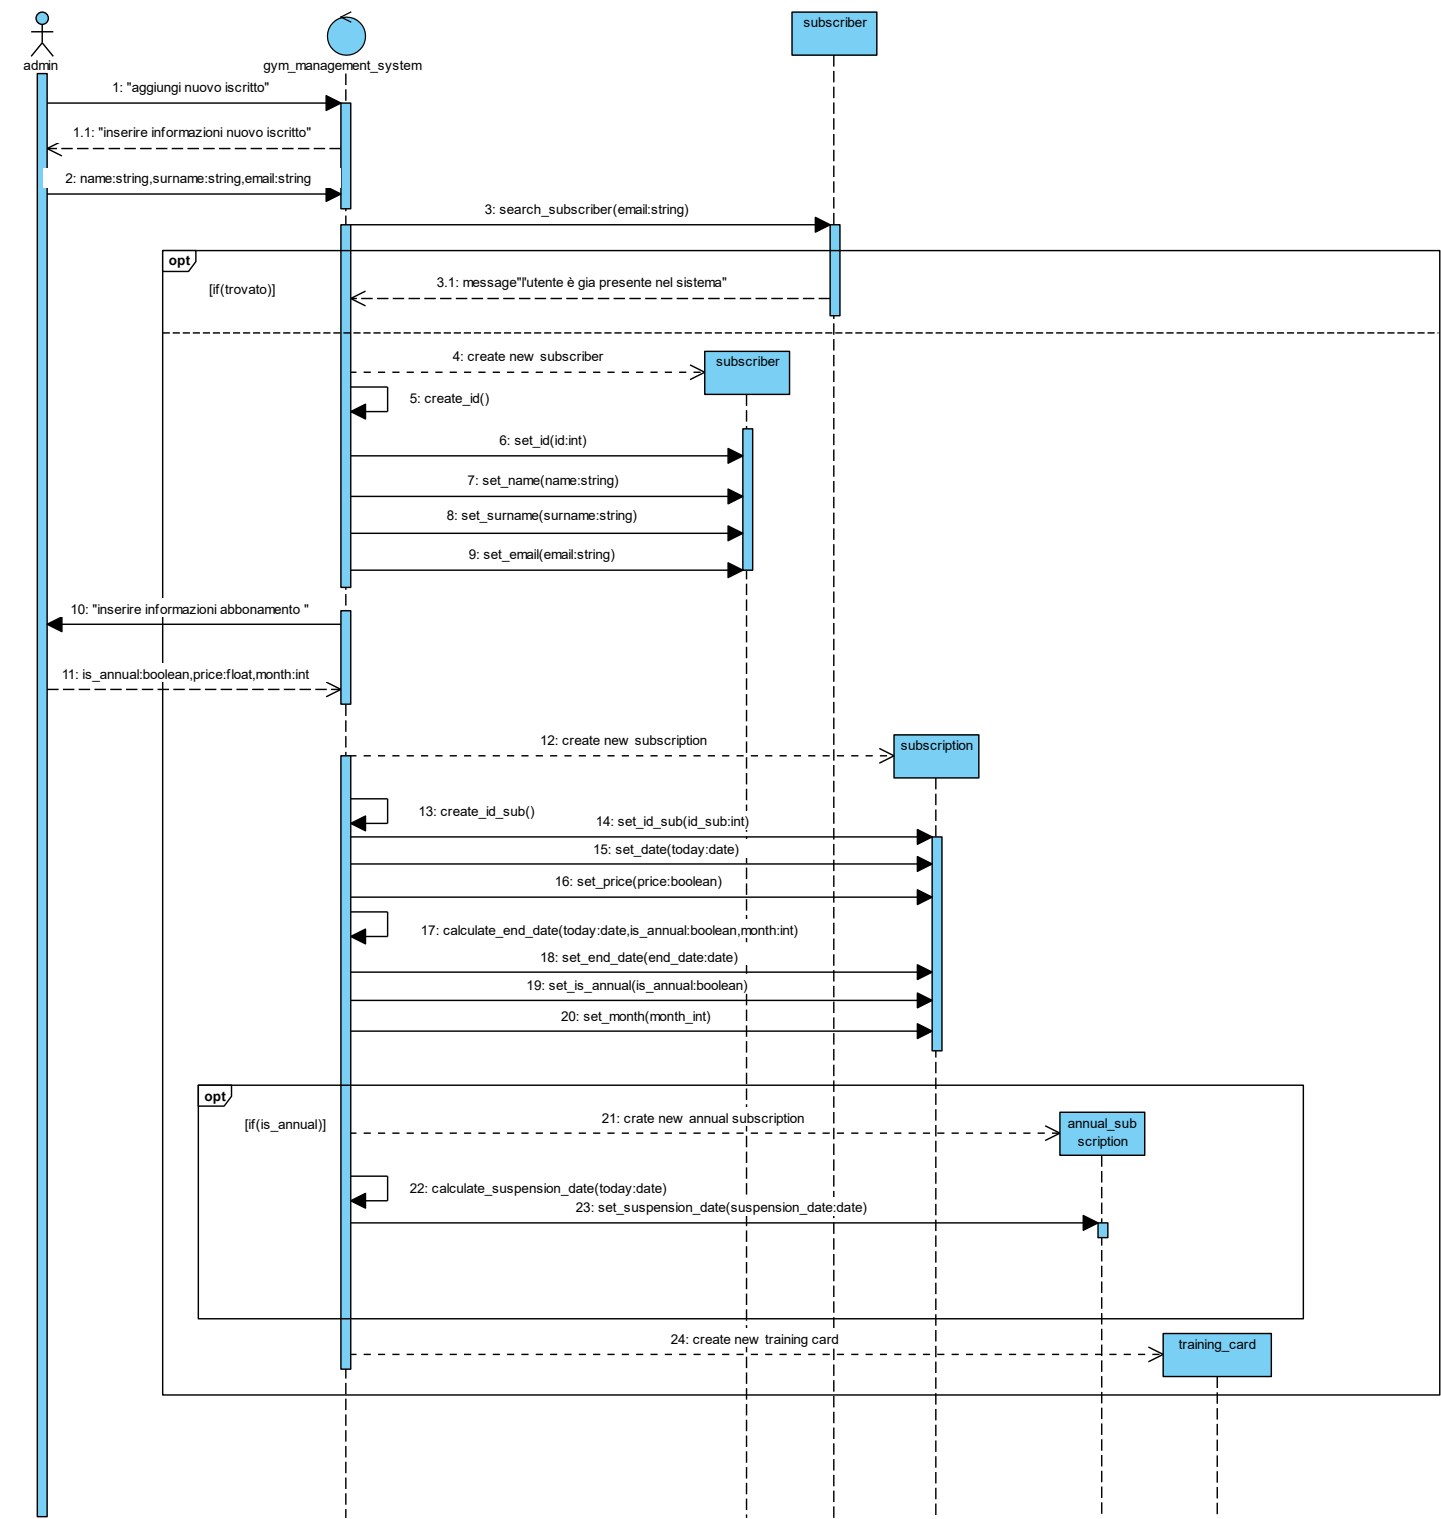 subscriber
admin
gym_management_system
1: "aggiungi nuovo iscritto"
1.1: "inserire informazioni nuovo iscritto"
2: name:string,surname:string,email:string
3: search_subscriber(email:string)
opt
[if(trovato)]
3.1: message"l'utente è gia presente nel sistema"
4: create new subscriber
subscriber
5: create_id()
6: set_id(id:int)
7: set_name(name:string)
8: set_surname(surname:string)
9: set_email(email:string)
10: "inserire informazioni abbonamento "
11: is_annual:boolean,price:float,month:int
12: create new subscription
subscription
13: create_id_sub()
14: set_id_sub(id_sub:int)
15: set_date(today:date)
16: set_price(price:boolean)
17: calculate_end_date(today:date,is_annual:boolean,month:int)
18: set_end_date(end_date:date)
19: set_is_annual(is_annual:boolean)
20: set_month(month_int)
opt
[if(is_annual)]
21: crate new annual subscription
annual_sub
scription
22: calculate_suspension_date(today:date)
23: set_suspension_date(suspension_date:date)
24: create new training card
training_card